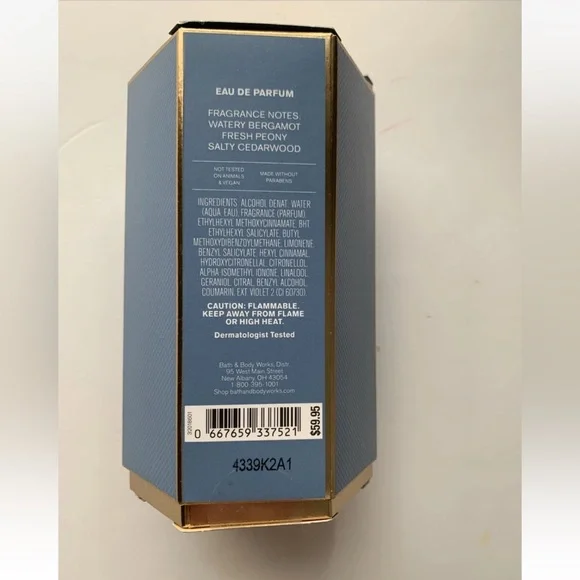 EAU DE PARFUM
FRAGRANCE NOTES:
WATERY BERGAMOT
FRESH PEONY
SALTY CEDARWOOD
NOT TESTED
ON ANIMALS
& VEGAN
MADE WITHOUT
PARABENS
INGREDIENTS: ALCOHOL DENAT. WATER
(AQUA, EAU), FRAGRANCE (PARFUM),
ETHYLHEXYL METHOXYCINNAMATE, BHT,
ETHYLHEXYL SALICYLATE, BUTYL
METHOXYDIBENZOYLMETHANE, LIMONENE,
BENZYL SALICYLATE, HEXYL CINNAMAL,
HYDROXYCITRONELLAL, CITRONELLOL,
ALPHA-ISOMETHYL IONONE, LINALOOL,
GERANIOL, CITRAL, BENZYL ALCOHOL,
COUMARIN, EXT. VIOLET 2 (CI 60730).
CAUTION: FLAMMABLE.
KEEP AWAY FROM FLAME
OR HIGH HEAT.
Dermatologist Tested
Bath & Body Works, Distr.
95 West Main Street
New Albany, OH 43054
1-800-395-1001
Shop bathandbodyworks.com
0 667659 337521
$59.95
4339K2A1